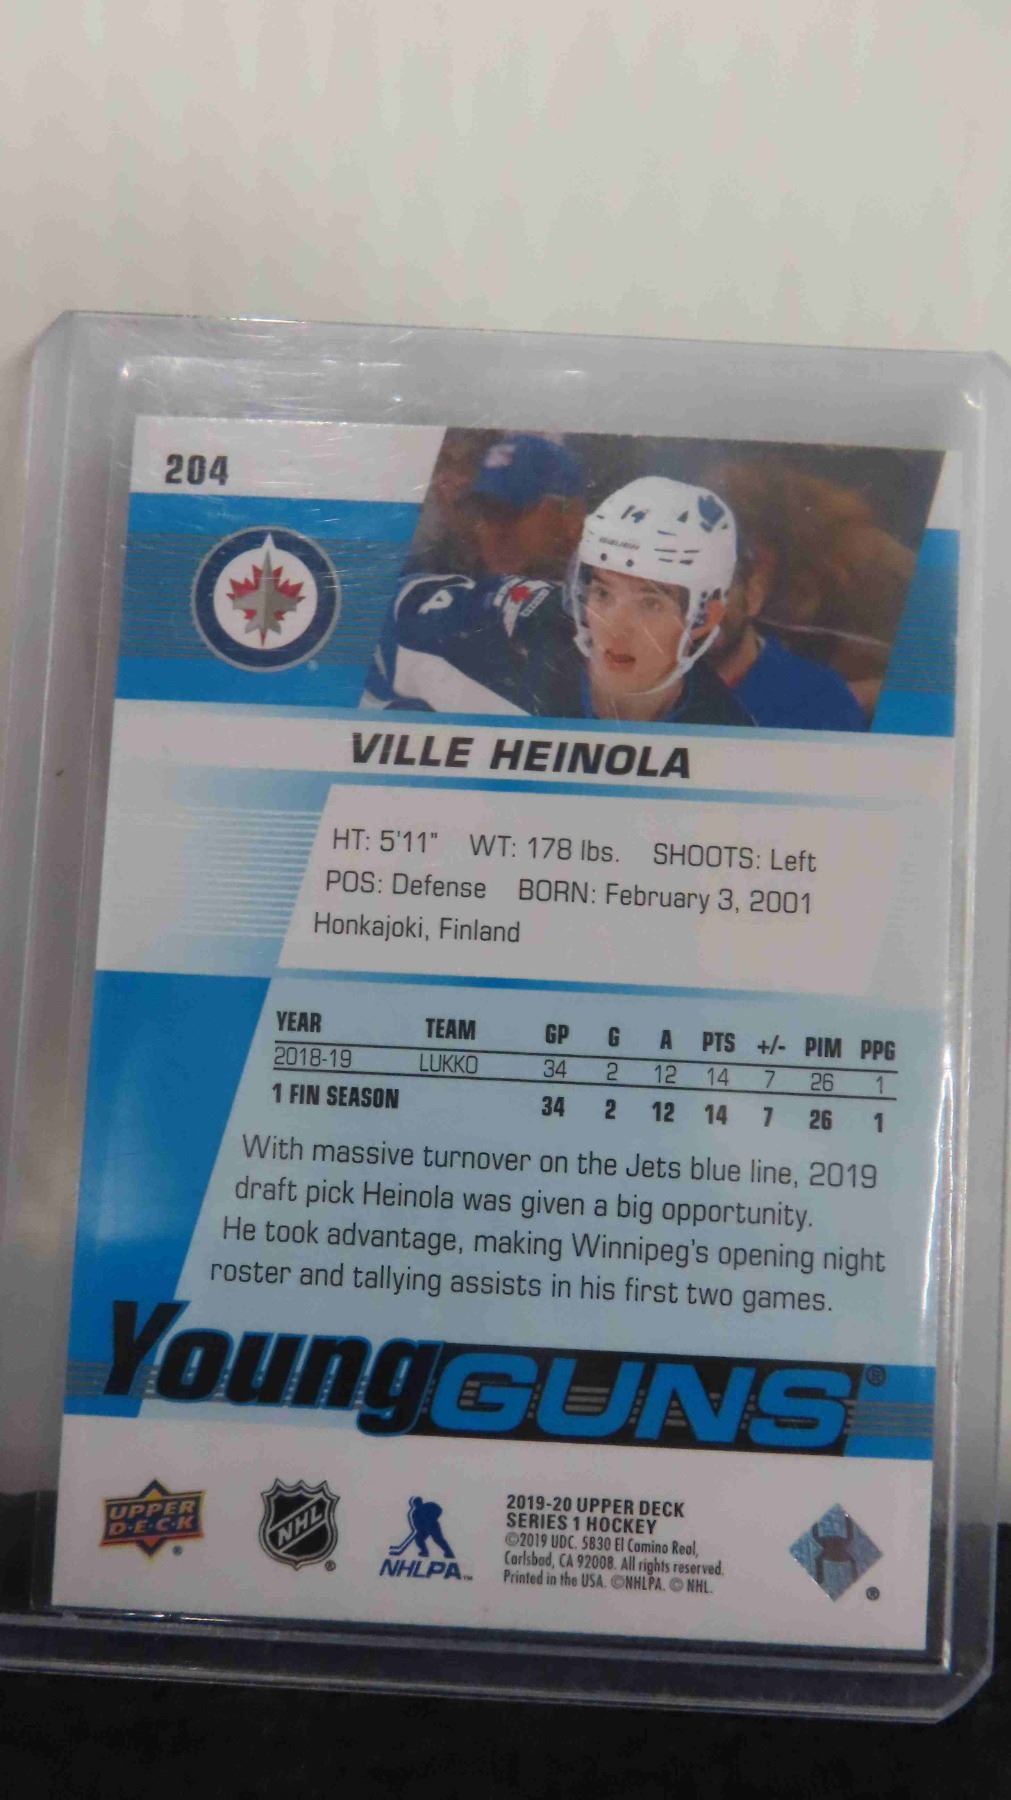 204
14
BAUER
VILLE HEINOLA
HT: 5'11" WT: 178 lbs. SHOOTS: Left
POS: Defense BORN: February 3, 2001
Honkajoki, Finland
YEAR TEAM GP G A PTS +/- PIM PPG
2018-19 LUKKO 34 2 12 14 7 26 1
1 FIN SEASON 34 2 12 14 7 26 1
With massive turnover on the Jets blue line, 2019
draft pick Heinola was given a big opportunity.
He took advantage, making Winnipeg's opening night
roster and tallying assists in his first two games.
Young GUNS®
UPPER
D·E·C·K
NHL
NHLPA™
2019-20 UPPER DECK
SERIES 1 HOCKEY
©2019 UDC. 5830 El Camino Real,
Carlsbad, CA 92008. All rights reserved.
Printed in the USA. ©NHLPA. © NHL.